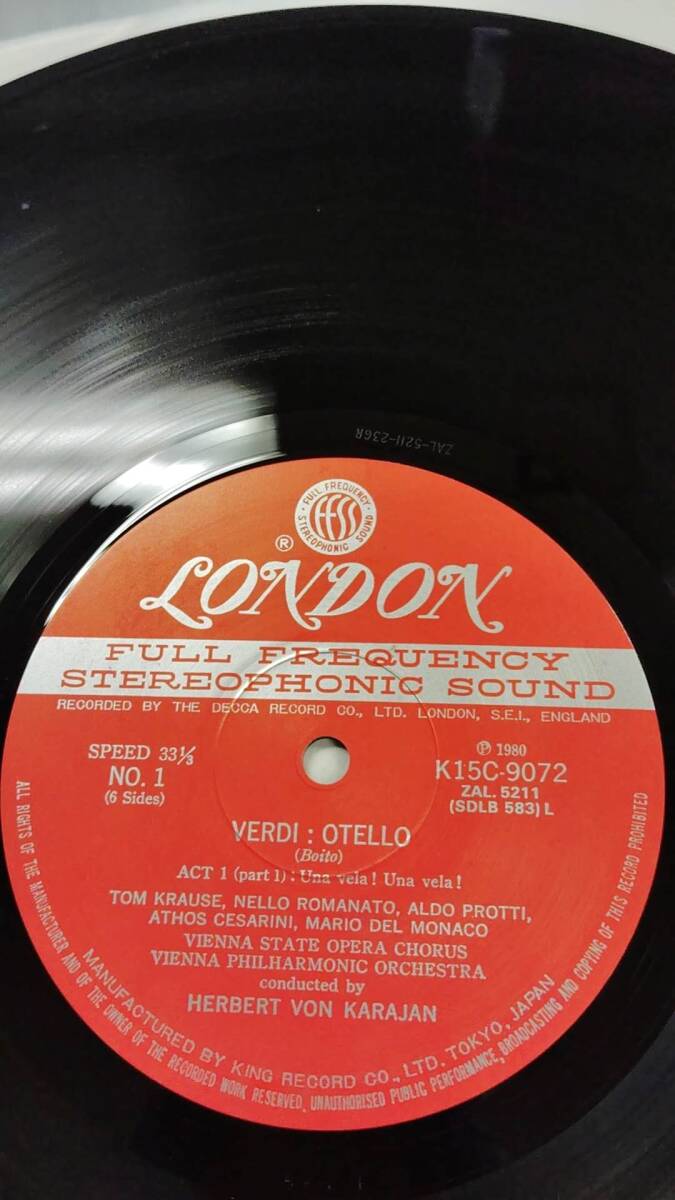 ZAL-5211-236R
FULL FREQUENCY
ffss
STEREOPHONIC SOUND
®
LONDON
FULL FREQUENCY
STEREOPHONIC SOUND
RECORDED BY THE DECCA RECORD CO., LTD. LONDON, S.E.I., ENGLAND
SPEED 33⅓
NO. 1
(6 Sides)
Ⓟ 1980
K15C-9072
ZAL. 5211
(SDLB 583) L
VERDI : OTELLO
(Boito)
ACT 1 (part 1) : Una vela! Una vela!
TOM KRAUSE, NELLO ROMANATO, ALDO PROTTI,
ATHOS CESARINI, MARIO DEL MONACO
VIENNA STATE OPERA CHORUS
VIENNA PHILHARMONIC ORCHESTRA
conducted by
HERBERT VON KARAJAN
MANUFACTURED BY KING RECORD CO., LTD. TOKYO, JAPAN
ALL RIGHTS OF THE MANUFACTURER AND OF THE OWNER OF THE RECORDED WORK RESERVED. UNAUTHORISED PUBLIC PERFORMANCE, BROADCASTING AND COPYING OF THIS RECORD PROHIBITED